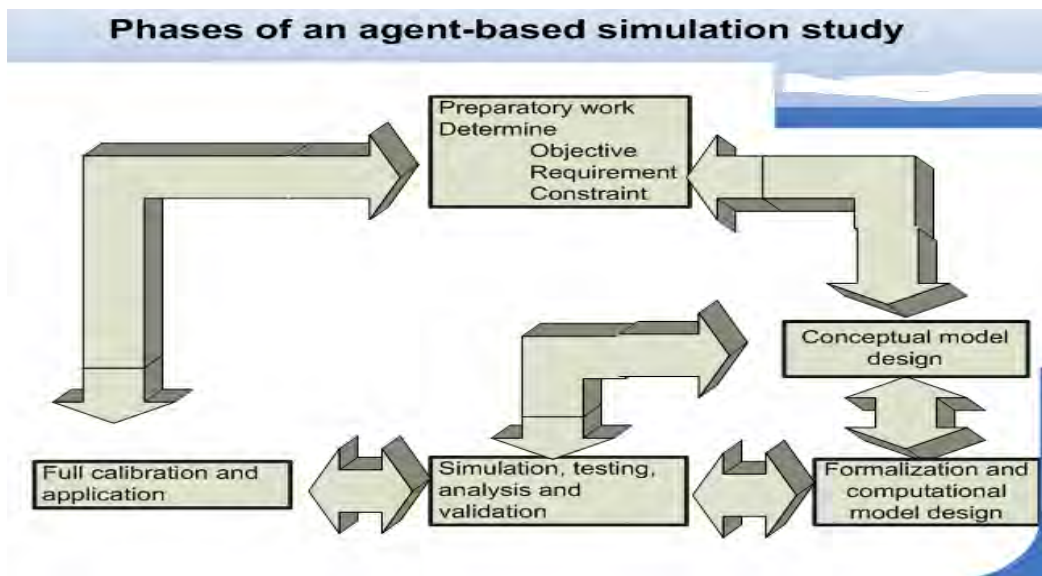 Phases of an agent-based simulation study
Preparatory work
Determine
Objective
Requirement
Constraint
Conceptual model
design
Full calibration and
application
Simulation, testing,
analysis and
validation
Formalization and
computational
model design